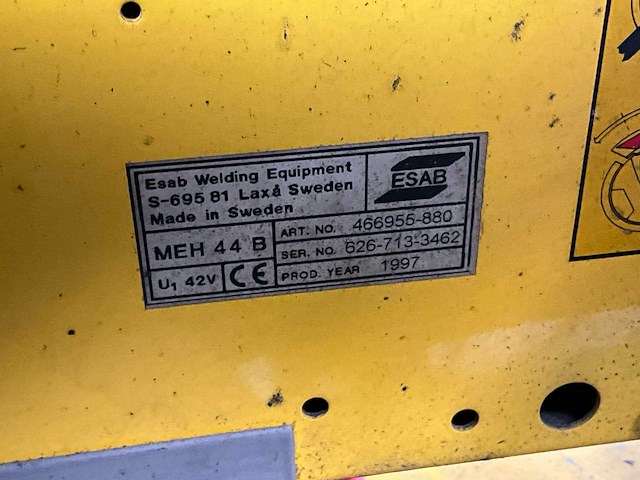 Esab Welding Equipment
S-695 81 Laxå Sweden
Made in Sweden
ESAB
MEH 44 B
ART. NO. 466955-880
SER. NO. 626-713-3462
U₁ 42V
CE
PROD. YEAR 1997